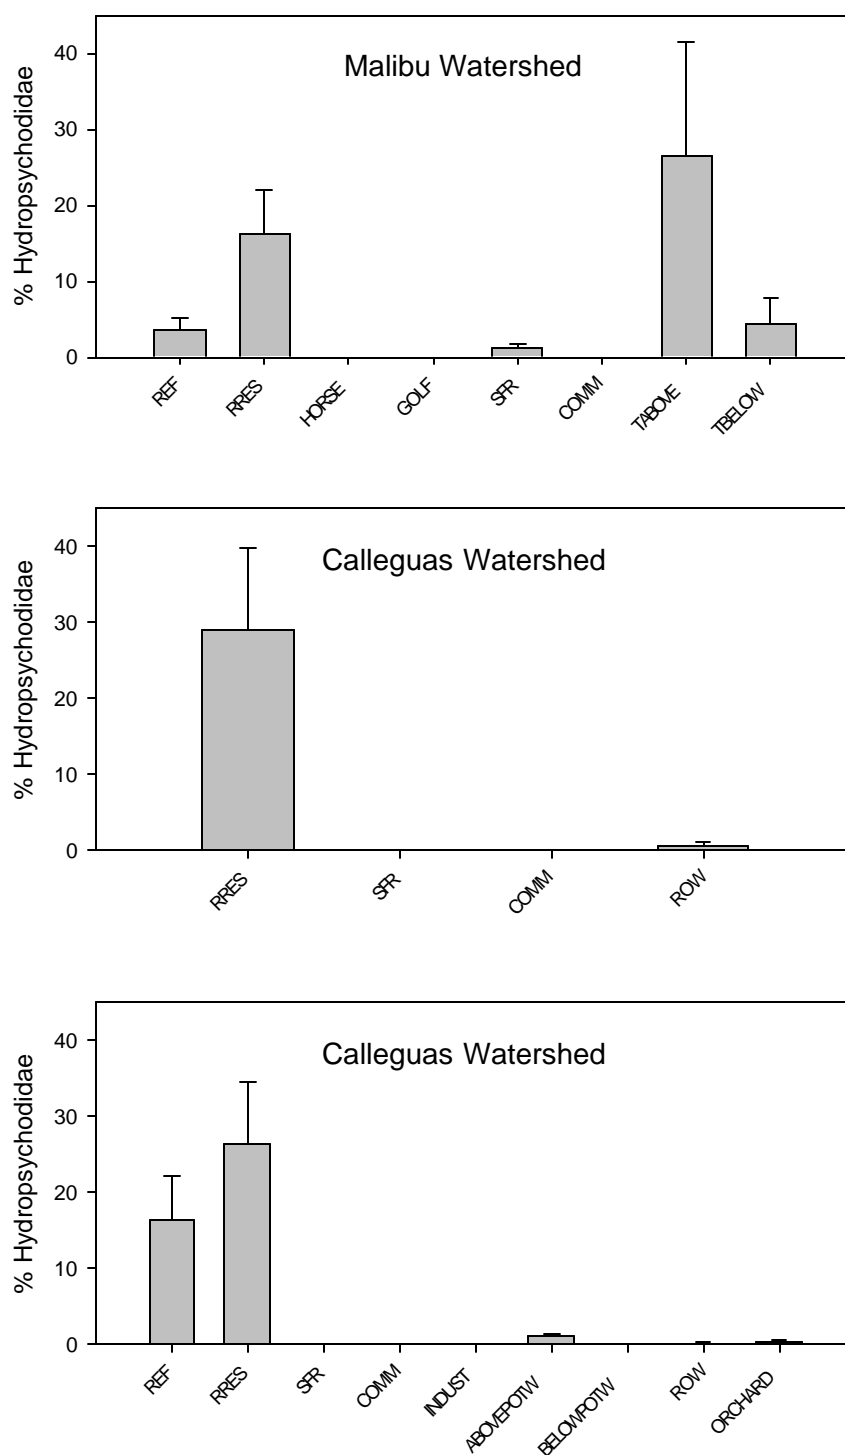 Malibu Watershed
% Hydropsychodidae
40
30
20
10
0
REF
RRES
HORSE
GOLF
SFR
COMM
TABOVE
TBELOW
Calleguas Watershed
% Hydropsychodidae
40
30
20
10
0
RRES
SFR
COMM
ROW
Calleguas Watershed
% Hydropsychodidae
40
30
20
10
0
REF
RRES
SFR
COMM
INDUST
ABOVEPOTW
BELOWPOTW
ROW
ORCHARD